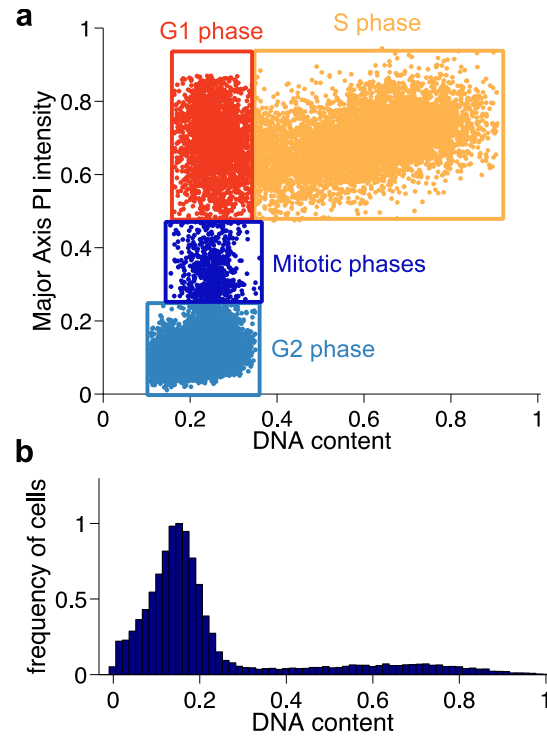 a
G1 phase
S phase
1
0.8
0.6
0.4
0.2
0
Major Axis PI intensity
Mitotic phases
G2 phase
0 0.2 0.4 0.6 0.8 1
DNA content
b
1
0.5
0
frequency of cells
0 0.2 0.4 0.6 0.8 1
DNA content